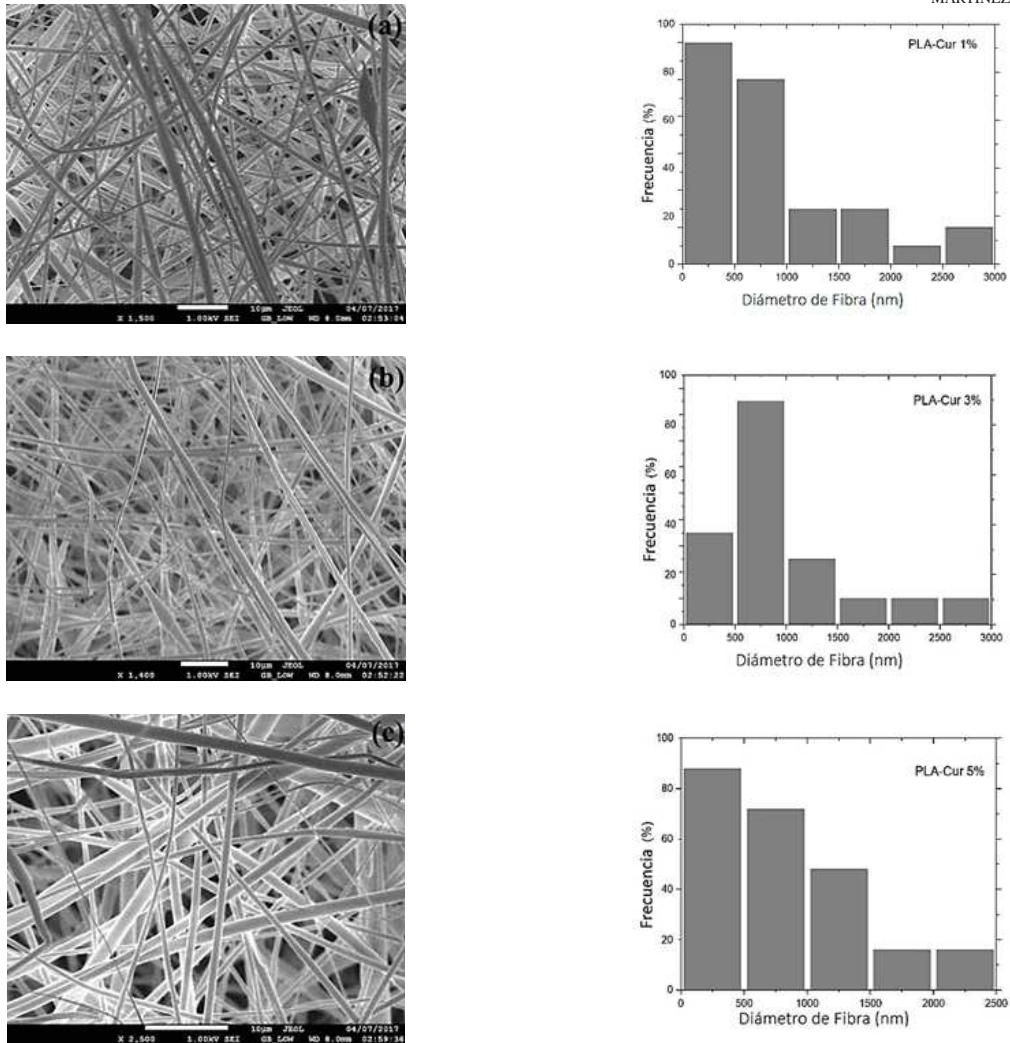 MARTÍNEZ
(a)
10µm JEOL 04/07/2017
X 1,500 1.00kV SEI GB_LOW WD 8.0mm 02:53:04
PLA-Cur 1%
Frecuencia (%)
100
80
60
40
20
0
0 500 1000 1500 2000 2500 3000
Diámetro de Fibra (nm)
(b)
10µm JEOL 04/07/2017
X 1,400 1.00kV SEI GB_LOW WD 8.0mm 02:52:22
PLA-Cur 3%
Frecuencia (%)
100
80
60
40
20
0
0 500 1000 1500 2000 2500 3000
Diámetro de Fibra (nm)
(c)
10µm JEOL 04/07/2017
X 2,500 1.00kV SEI GB_LOW WD 8.0mm 02:59:34
PLA-Cur 5%
Frecuencia (%)
100
80
60
40
20
0
0 500 1000 1500 2000 2500
Diámetro de Fibra (nm)